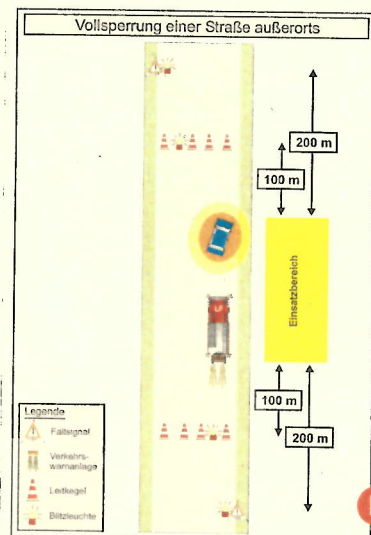 Vollsperrung einer Straße außerorts
200 m
100 m
Einsatzbereich
100 m
200 m
Legende
Faltsignal
Verkehrs-
warnanlage
Leitkegel
Blitzleuchte